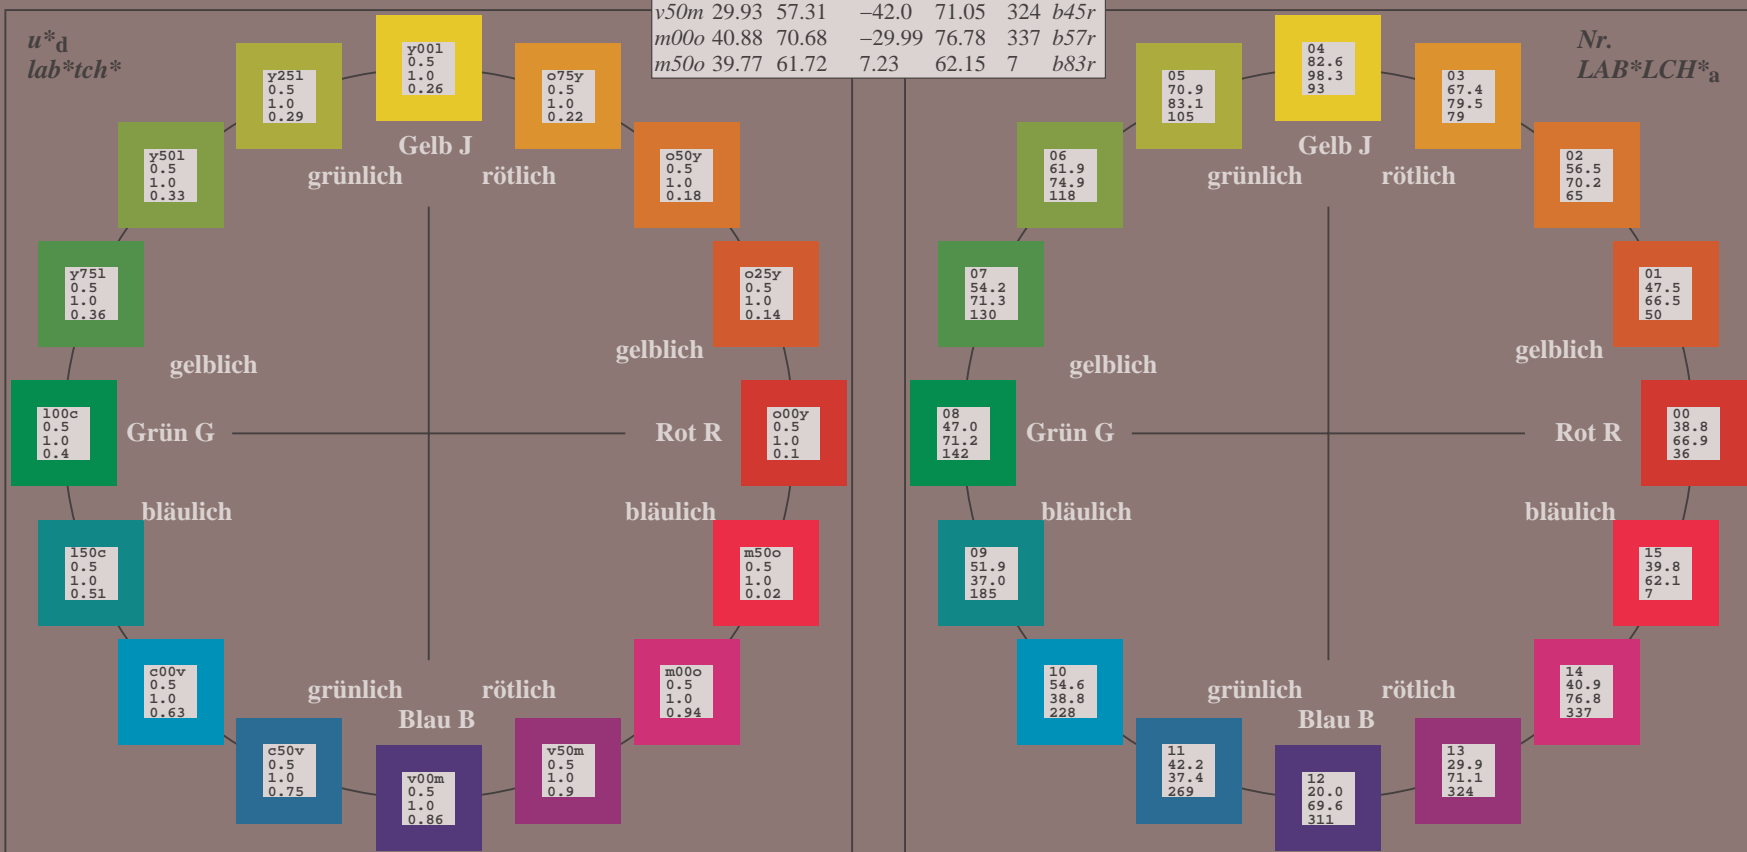 v50m 29.93 57.31 −42.0 71.05 324 b45r
m00o 40.88 70.68 −29.99 76.78 337 b57r
m50o 39.77 61.72 7.23 62.15 7 b83r
u*d
lab*tch*
y00l
0.5
1.0
0.26
y25l
0.5
1.0
0.29
o75y
0.5
1.0
0.22
y50l
0.5
1.0
0.33
o50y
0.5
1.0
0.18
Gelb J
grünlich rötlich
y75l
0.5
1.0
0.36
o25y
0.5
1.0
0.14
gelblich
gelblich
l00c
0.5
1.0
0.4
Grün G
Rot R
o00y
0.5
1.0
0.1
bläulich
bläulich
l50c
0.5
1.0
0.51
m50o
0.5
1.0
0.02
c00v
0.5
1.0
0.63
m00o
0.5
1.0
0.94
grünlich rötlich
Blau B
c50v
0.5
1.0
0.75
v00m
0.5
1.0
0.86
v50m
0.5
1.0
0.9
Nr.
LAB*LCH*a
04
82.6
98.3
93
05
70.9
83.1
105
03
67.4
79.5
79
06
61.9
74.9
118
02
56.5
70.2
65
Gelb J
grünlich rötlich
07
54.2
71.3
130
01
47.5
66.5
50
gelblich
gelblich
08
47.0
71.2
142
Grün G
Rot R
00
38.8
66.9
36
bläulich
bläulich
09
51.9
37.0
185
15
39.8
62.1
7
10
54.6
38.8
228
14
40.9
76.8
337
grünlich rötlich
Blau B
11
42.2
37.4
269
12
20.0
69.6
311
13
29.9
71.1
324